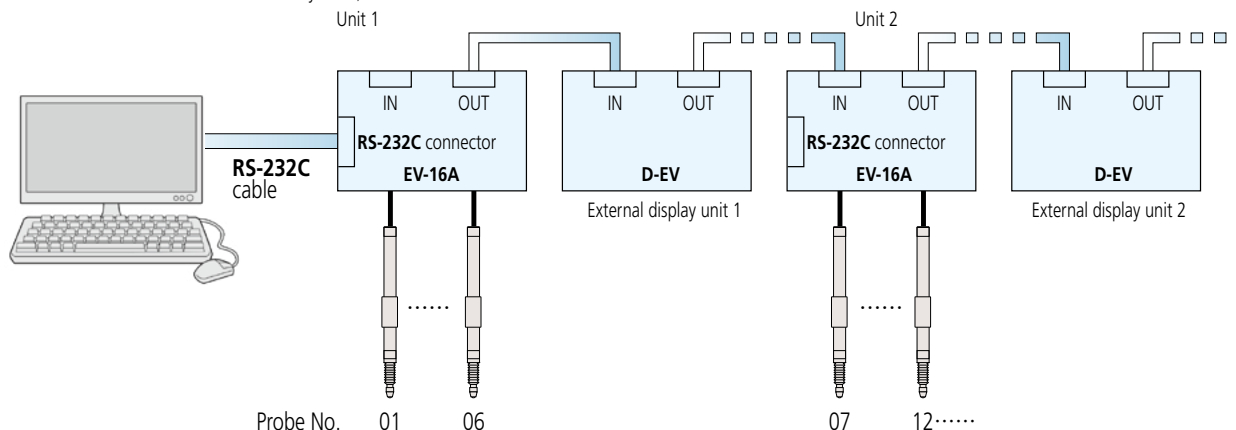 Unit 1
Unit 2
IN OUT
IN OUT
IN OUT
IN OUT
RS-232C connector
RS-232C connector
RS-232C
cable
EV-16A
D-EV
EV-16A
D-EV
External display unit 1
External display unit 2
......
......
Probe No. 01 06 07 12......